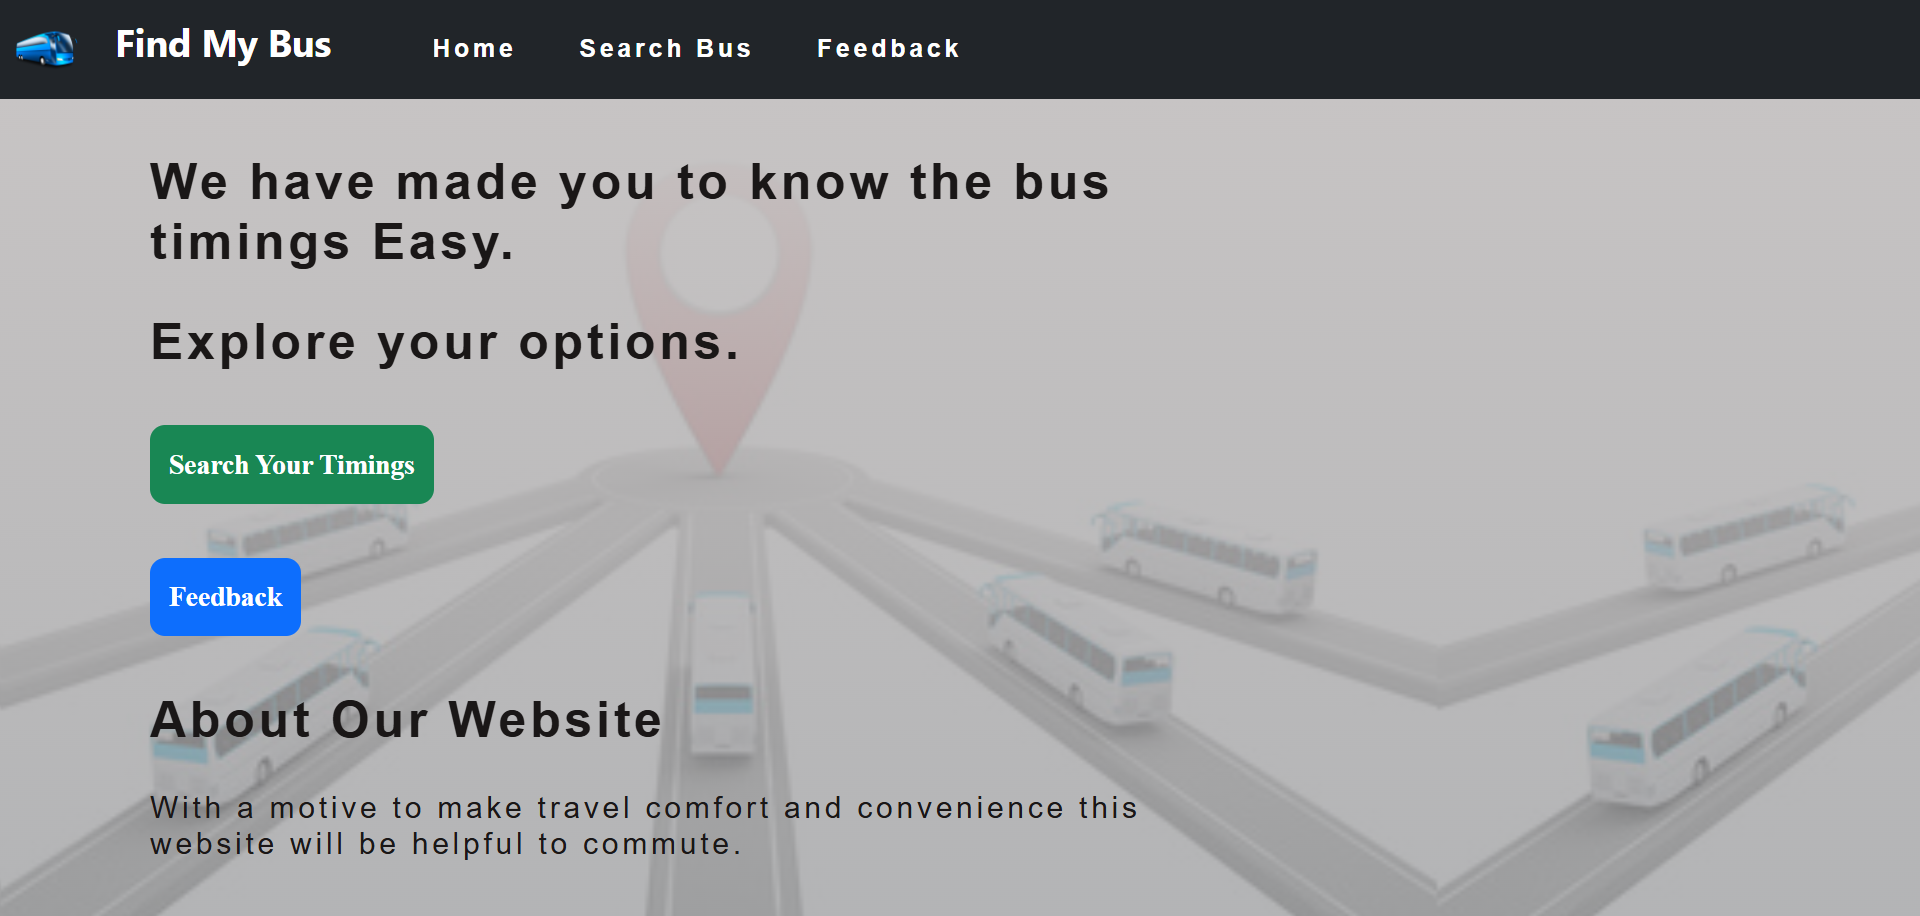 Find My Bus
Home
Search Bus
Feedback
We have made you to know the bus
timings Easy.
Explore your options.
Search Your Timings
Feedback
About Our Website
With a motive to make travel comfort and convenience this
website will be helpful to commute.